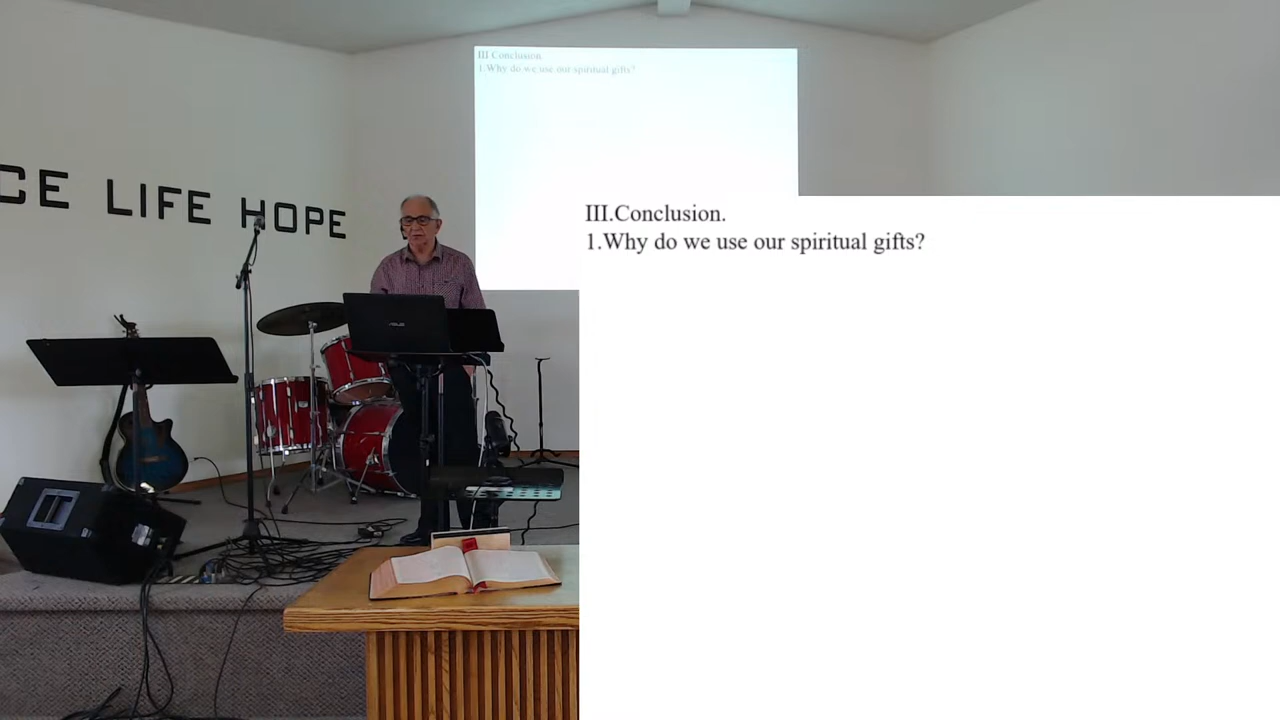 III Conclusion.
1.Why do we use our spiritual gifts?
CE LIFE HOPE
III.Conclusion.
1.Why do we use our spiritual gifts?
ASUS